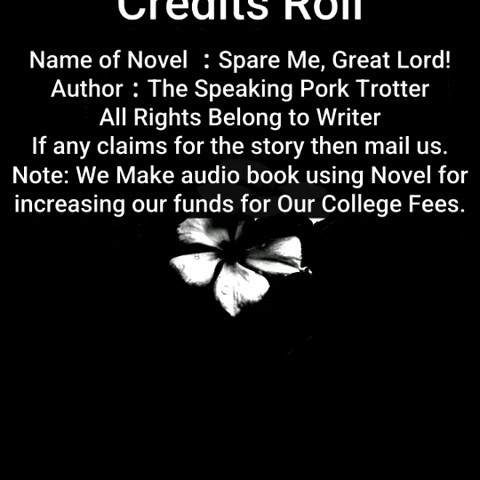 Credits Roll
Name of Novel : Spare Me, Great Lord!
Author : The Speaking Pork Trotter
All Rights Belong to Writer
If any claims for the story then mail us.
Note: We Make audio book using Novel for
increasing our funds for Our College Fees.